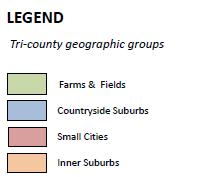 LEGEND
Tri-county geographic groups
Farms & Fields
Countryside Suburbs
Small Cities
Inner Suburbs